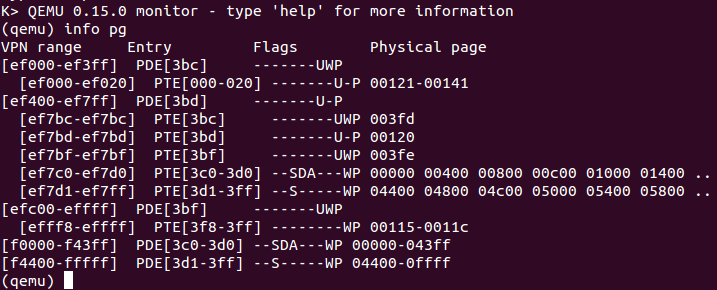 K> QEMU 0.15.0 monitor - type 'help' for more information
(qemu) info pg
VPN range     Entry         Flags        Physical page
[ef000-ef3ff]  PDE[3bc]     -------UWP
  [ef000-ef020]  PTE[000-020] -------U-P 00121-00141
[ef400-ef7ff]  PDE[3bd]     -------U-P
  [ef7bc-ef7bc]  PTE[3bc]     -------UWP 003fd
  [ef7bd-ef7bd]  PTE[3bd]     -------U-P 00120
  [ef7bf-ef7bf]  PTE[3bf]     -------UWP 003fe
  [ef7c0-ef7d0]  PTE[3c0-3d0] --SDA---WP 00000 00400 00800 00c00 01000 01400 ..
  [ef7d1-ef7ff]  PTE[3d1-3ff] --S-----WP 04400 04800 04c00 05000 05400 05800 ..
[efc00-effff]  PDE[3bf]     -------UWP
  [efff8-effff]  PTE[3f8-3ff] --------WP 00115-0011c
[f0000-f43ff]  PDE[3c0-3d0] --SDA---WP 00000-043ff
[f4400-fffff]  PDE[3d1-3ff] --S-----WP 04400-0ffff
(qemu)